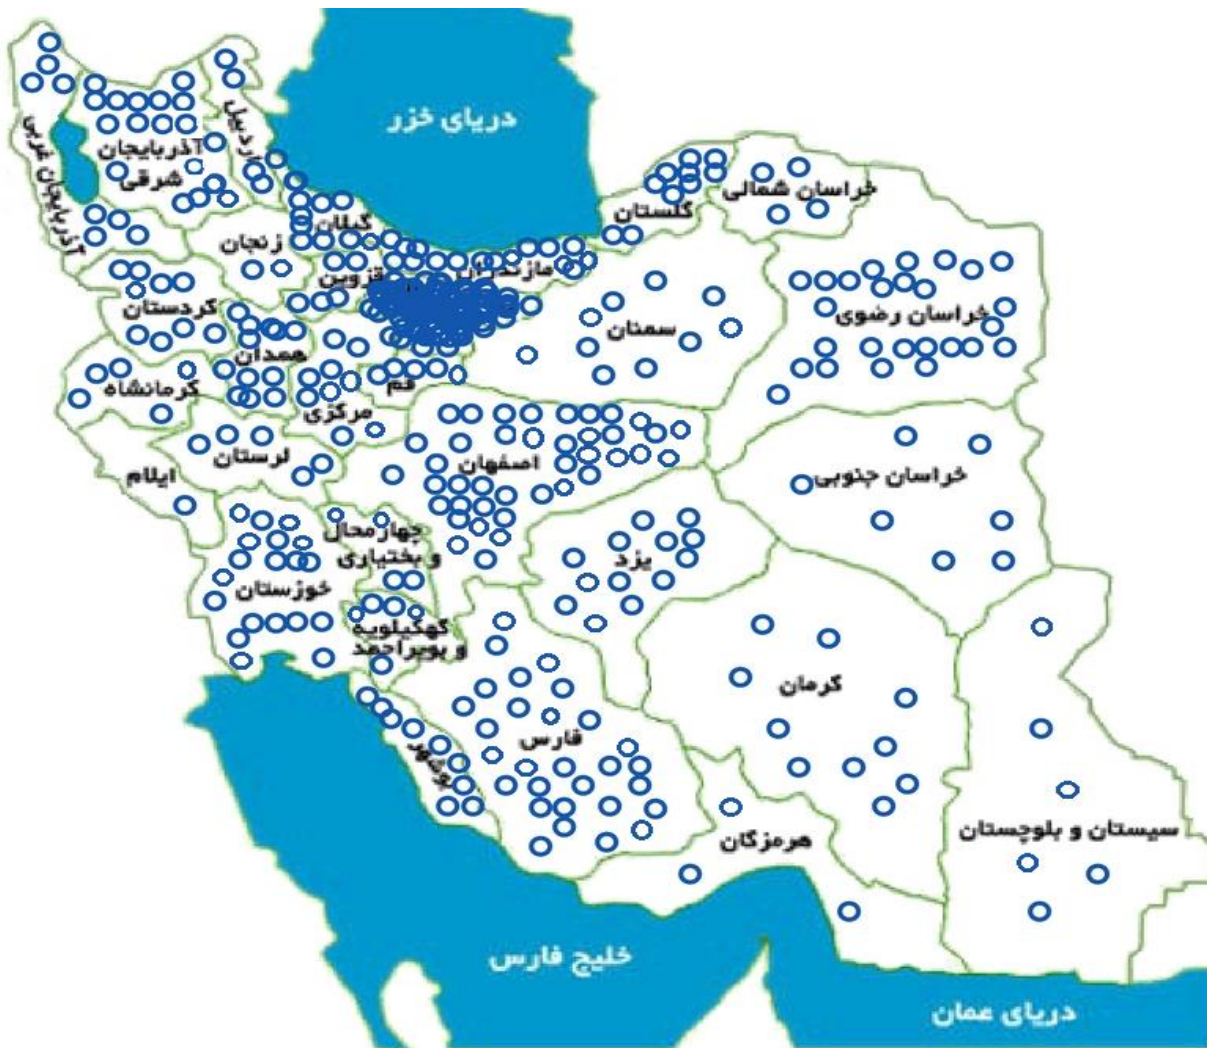 دریای خزر
آذربایجان غربی
آذربایجان
شرقی
اردبیل
گیلان
زنجان
قزوین
مازندران
گلستان
خراسان شمالی
کردستان
همدان
سمنان
خراسان رضوی
کرمانشاه
مرکزی
قم
لرستان
ایلام
اصفهان
خراسان جنوبی
چهارمحال
و بختیاری
یزد
خوزستان
کهکیلویه
و بویراحمد
کرمان
فارس
بوشهر
هرمزگان
سیستان و بلوچستان
خلیج فارس
دریای عمان